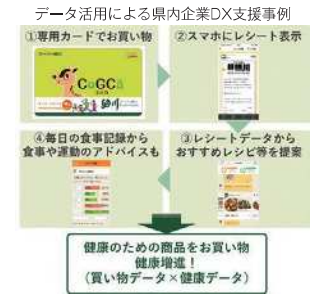 データ活用による県内企業DX支援事例
①専用カードでお買い物
②スマホにレシート表示
CoGCa
④毎日の食事記録から
食事や運動のアドバイスも
③レシートデータから
おすすめレシピ等を提案
健康のための商品をお買い物
健康増進！
（買い物データ×健康データ）